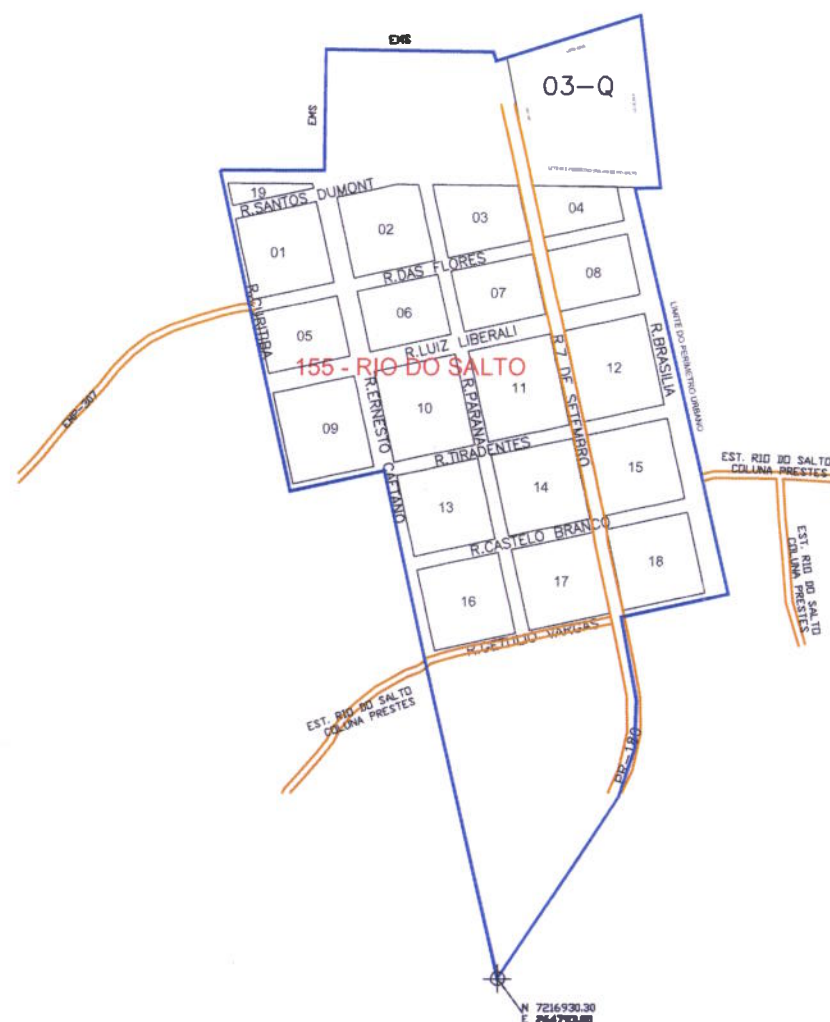 EMS
03-Q
EMS
19
R.SANTOS DUMONT
01
02
03
04
R.DAS FLORES
R.CURITIBA
05
06
07
08
LIMITE DO PERIMETRO URBANO
R.LUIZ LIBERALI
R.BRASILIA
155 - RIO DO SALTO
R.7 DE SETEMBRO
R.ERNESTO CAETANO
R.PARANA
09
10
11
12
R.TIRADENTES
13
14
15
EST. RIO DO SALTO
COLUNA PRESTES
R.CASTELO BRANCO
EST. RIO DO SALTO
COLUNA PRESTES
16
17
18
R.GETULIO VARGAS
EST. RIO DO SALTO
COLUNA PRESTES
PR-180
N 7216930.30
E